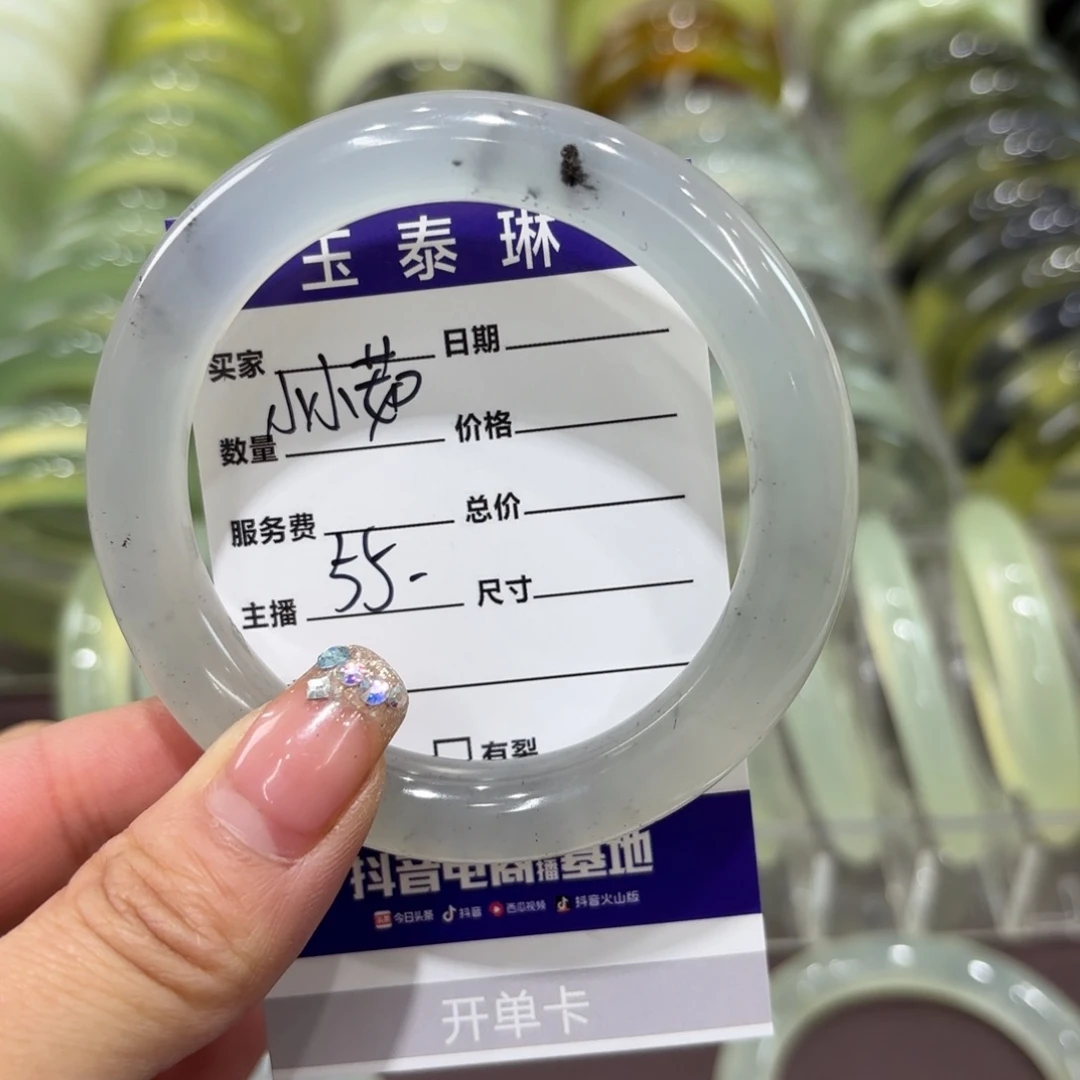 玉泰琳
买家 小小茹 日期
数量 价格
服务费 总价
55-
主播 尺寸
有裂
抖音电商直播基地
今日头条 抖音 西瓜视频 抖音火山版
开单卡